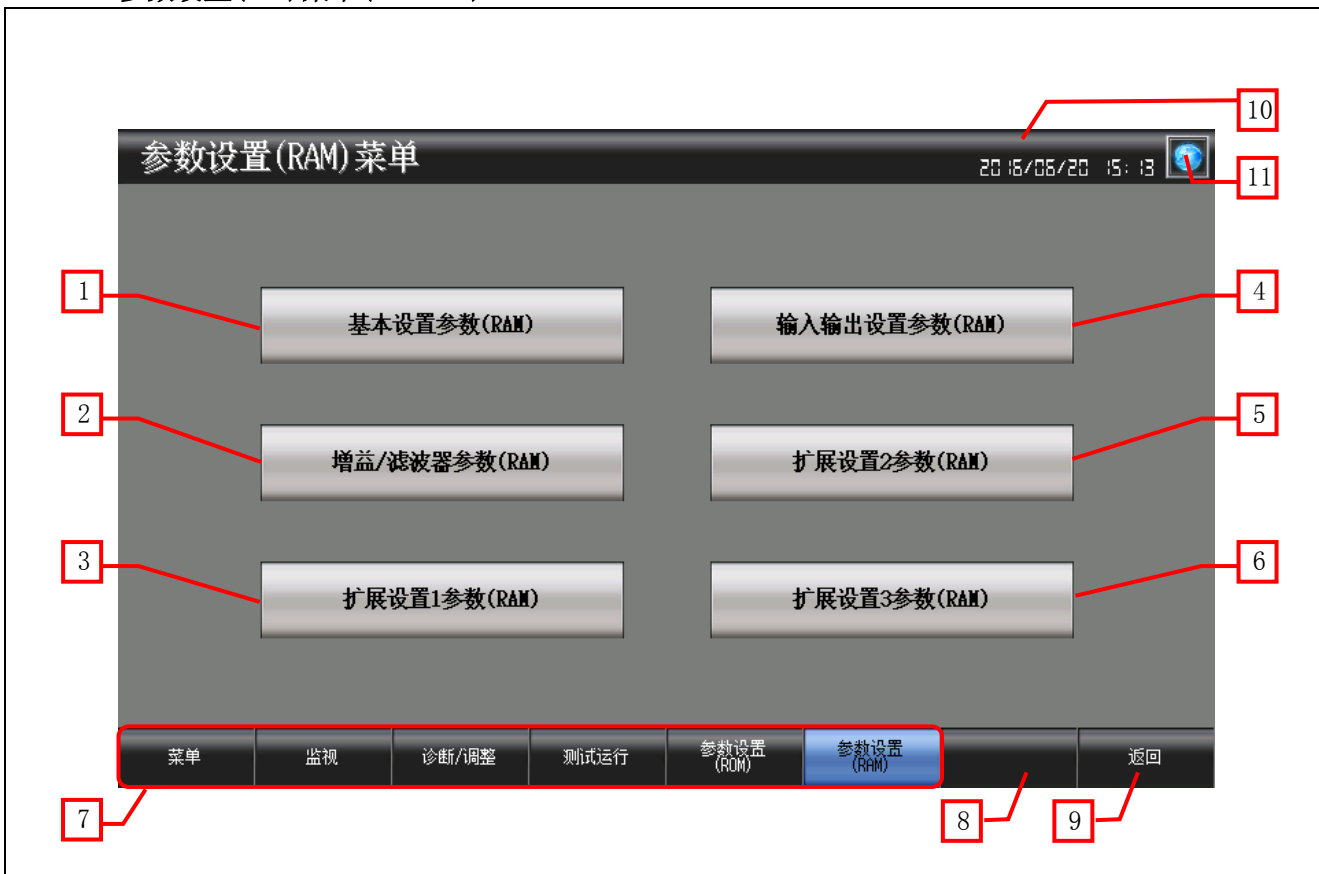 10
参数设置(RAM)菜单
2016/06/20 15:13
11
1
基本设置参数(RAM)
输入输出设置参数(RAM)
4
2
增益/滤波器参数(RAM)
扩展设置2参数(RAM)
5
3
扩展设置1参数(RAM)
扩展设置3参数(RAM)
6
菜单
监视
诊断/调整
测试运行
参数设置
(ROM)
参数设置
(RAM)
返回
7
8
9